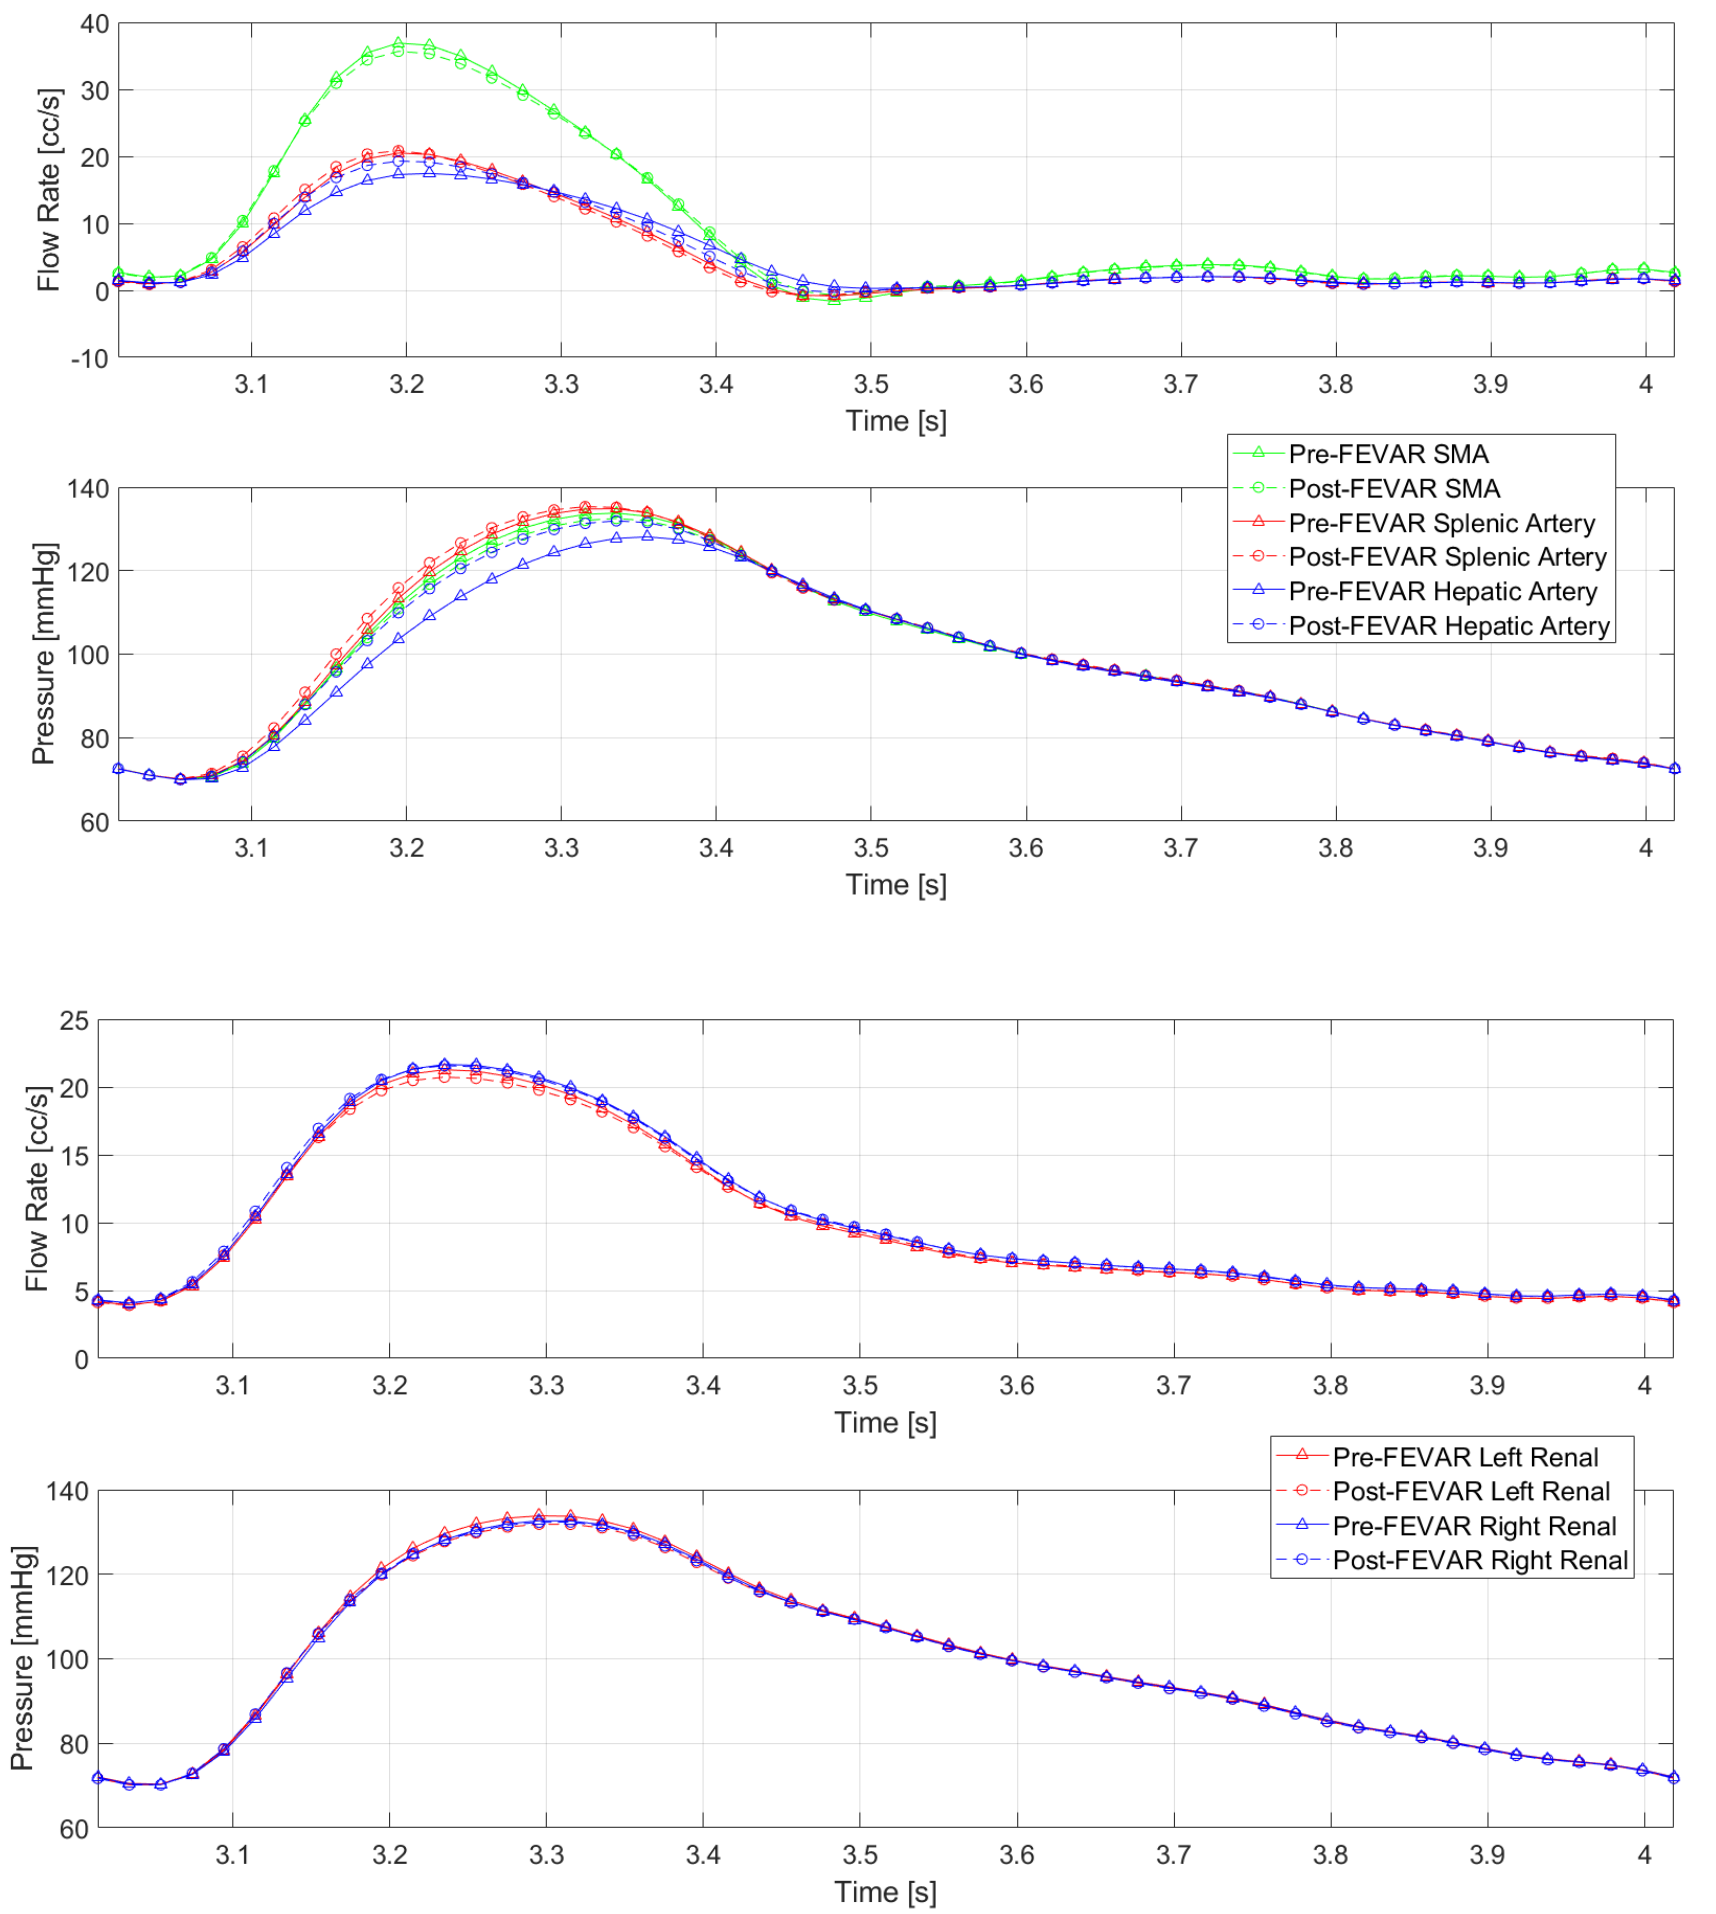 40
30
20
10
0
-10
Flow Rate [cc/s]
3.1 3.2 3.3 3.4 3.5 3.6 3.7 3.8 3.9 4
Time [s]
Pre-FEVAR SMA
Post-FEVAR SMA
Pre-FEVAR Splenic Artery
Post-FEVAR Splenic Artery
Pre-FEVAR Hepatic Artery
Post-FEVAR Hepatic Artery
140
120
100
80
60
Pressure [mmHg]
3.1 3.2 3.3 3.4 3.5 3.6 3.7 3.8 3.9 4
Time [s]
25
20
15
10
5
0
Flow Rate [cc/s]
3.1 3.2 3.3 3.4 3.5 3.6 3.7 3.8 3.9 4
Time [s]
Pre-FEVAR Left Renal
Post-FEVAR Left Renal
Pre-FEVAR Right Renal
Post-FEVAR Right Renal
140
120
100
80
60
Pressure [mmHg]
3.1 3.2 3.3 3.4 3.5 3.6 3.7 3.8 3.9 4
Time [s]